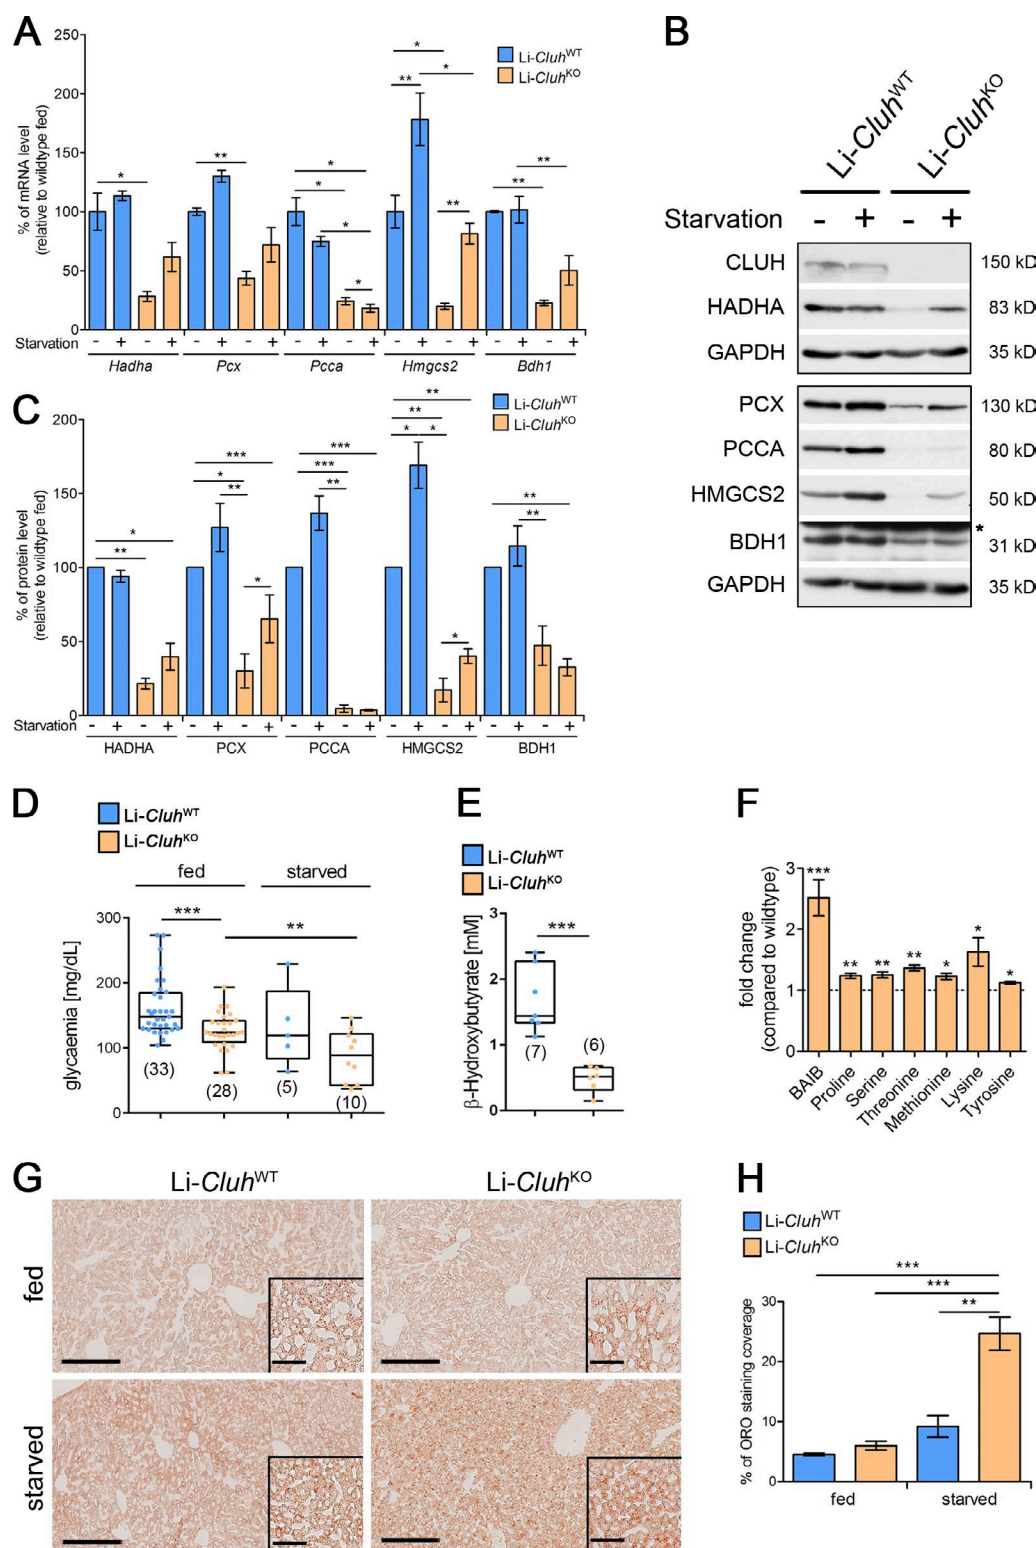 A
250
200
150
100
50
0
% of mRNA level
(relative to wildtype fed)
Li-Cluh^WT
Li-Cluh^KO
* ** * ** * * * * * ** * ** ** **
Starvation - + - + - + - + - + - + - + - + - + - +
Hadha Pcx Pcca Hmgcs2 Bdh1
B
Li-Cluh^WT
Li-Cluh^KO
Starvation - + - +
CLUH 150 kD
HADHA 83 kD
GAPDH 35 kD
PCX 130 kD
PCCA 80 kD
HMGCS2 50 kD
*
BDH1 31 kD
GAPDH 35 kD
C
200
150
100
50
0
% of protein level
(relative to wildtype fed)
Li-Cluh^WT
Li-Cluh^KO
* ** *** * ** * *** *** ** ** ** * * * ** **
Starvation - + - + - + - + - + - + - + - + - + - +
HADHA PCX PCCA HMGCS2 BDH1
D
Li-Cluh^WT
Li-Cluh^KO
fed starved
*** **
300
200
100
0
glycaemia [mg/dL]
(33) (28) (5) (10)
E
Li-Cluh^WT
Li-Cluh^KO
***
3
2
1
0
β-Hydroxybutyrate [mM]
(7) (6)
F
3
2
1
0
fold change
(compared to wildtype)
*** ** ** ** * * *
BAIB Proline Serine Threonine Methionine Lysine Tyrosine
G
Li-Cluh^WT Li-Cluh^KO
fed
starved
H
Li-Cluh^WT
Li-Cluh^KO
***
***
**
30
20
10
0
% of ORO staining coverage
fed starved